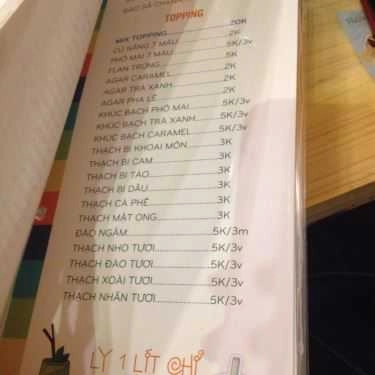 SẢ CHANH
TOPPING
MIX TOPPING 20K
CỦ NĂNG 7 MÀU 2K
PHÔ MAI 7 MÀU 5K/3v
FLAN TRỨNG 5K
AGAR CARAMEL 2K
AGAR TRÀ XANH 2K
AGAR PHA LÊ 2K
KHÚC BẠCH PHÔ MAI 5K/3v
KHÚC BẠCH TRÀ XANH 5K/3v
KHÚC BẠCH CARAMEL 5K/3v
THẠCH BI KHOAI MÔN 3K
THẠCH BI CAM 3K
THẠCH BI TÁO 3K
THẠCH BI DÂU 3K
THẠCH CÀ PHÊ 3K
THẠCH MẬT ONG 3K
ĐÀO NGÂM 5K/3m
THẠCH NHO TƯƠI 5K/3v
THẠCH ĐÀO TƯƠI 5K/3v
THẠCH XOÀI TƯƠI 5K/3v
THẠCH NHÃN TƯƠI 5K/3v
LY 1 LÍT CHỈ